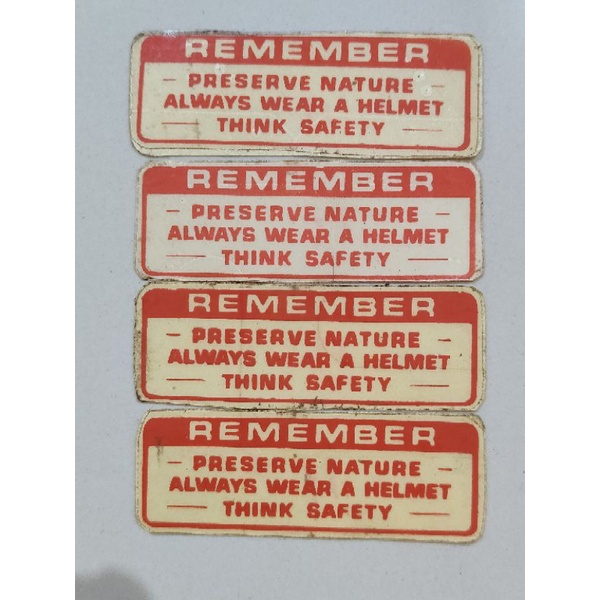 REMEMBER
– PRESERVE NATURE –
ALWAYS WEAR A HELMET
— THINK SAFETY —
REMEMBER
– PRESERVE NATURE –
ALWAYS WEAR A HELMET
— THINK SAFETY —
REMEMBER
– PRESERVE NATURE –
ALWAYS WEAR A HELMET
— THINK SAFETY —
REMEMBER
– PRESERVE NATURE –
ALWAYS WEAR A HELMET
— THINK SAFETY —